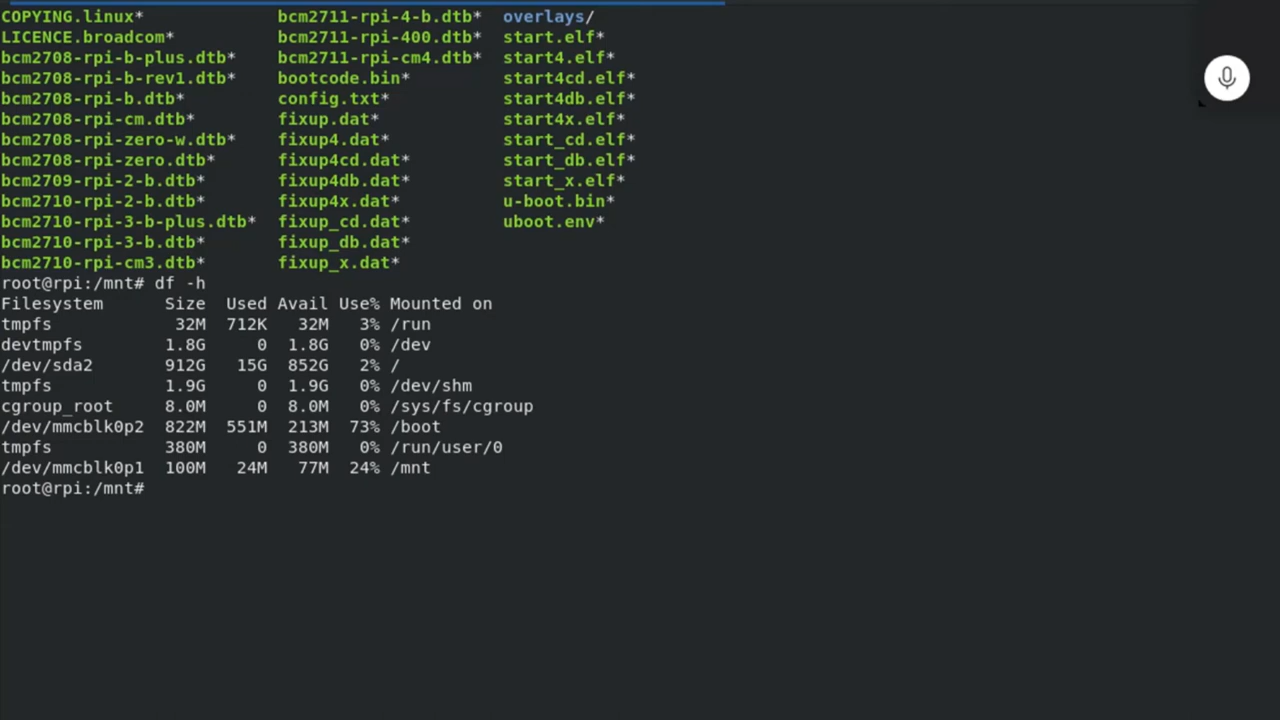 COPYING.linux* bcm2711-rpi-4-b.dtb* overlays/
LICENCE.broadcom* bcm2711-rpi-400.dtb* start.elf*
bcm2708-rpi-b-plus.dtb* bcm2711-rpi-cm4.dtb* start4.elf*
bcm2708-rpi-b-rev1.dtb* bootcode.bin* start4cd.elf*
bcm2708-rpi-b.dtb* config.txt* start4db.elf*
bcm2708-rpi-cm.dtb* fixup.dat* start4x.elf*
bcm2708-rpi-zero-w.dtb* fixup4.dat* start_cd.elf*
bcm2708-rpi-zero.dtb* fixup4cd.dat* start_db.elf*
bcm2709-rpi-2-b.dtb* fixup4db.dat* start_x.elf*
bcm2710-rpi-2-b.dtb* fixup4x.dat* u-boot.bin*
bcm2710-rpi-3-b-plus.dtb* fixup_cd.dat* uboot.env*
bcm2710-rpi-3-b.dtb* fixup_db.dat*
bcm2710-rpi-cm3.dtb* fixup_x.dat*
root@rpi:/mnt# df -h
Filesystem Size Used Avail Use% Mounted on
tmpfs 32M 712K 32M 3% /run
devtmpfs 1.8G 0 1.8G 0% /dev
/dev/sda2 912G 15G 852G 2% /
tmpfs 1.9G 0 1.9G 0% /dev/shm
cgroup_root 8.0M 0 8.0M 0% /sys/fs/cgroup
/dev/mmcblk0p2 822M 551M 213M 73% /boot
tmpfs 380M 0 380M 0% /run/user/0
/dev/mmcblk0p1 100M 24M 77M 24% /mnt
root@rpi:/mnt#